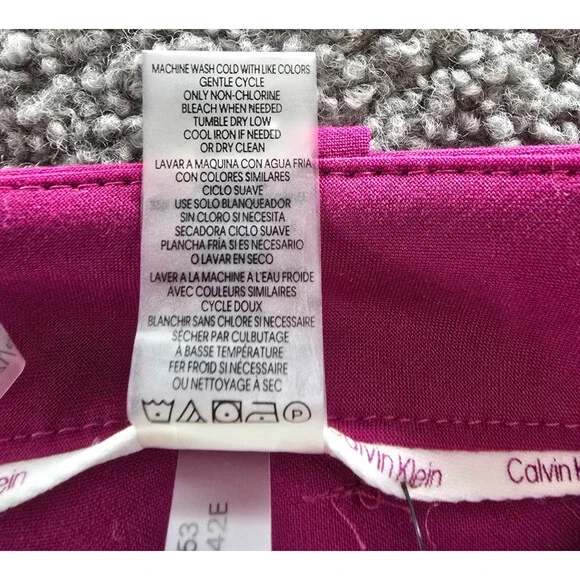 MACHINE WASH COLD WITH LIKE COLORS
GENTLE CYCLE
ONLY NON-CHLORINE
BLEACH WHEN NEEDED
TUMBLE DRY LOW
COOL IRON IF NEEDED
OR DRY CLEAN
LAVAR A MAQUINA CON AGUA FRIA
CON COLORES SIMILARES
CICLO SUAVE
USE SOLO BLANQUEADOR
SIN CLORO SI NECESITA
SECADORA CICLO SUAVE
PLANCHA FRÍA SI ES NECESARIO
O LAVAR EN SECO
LAVER A LA MACHINE A L'EAU FROIDE
AVEC COULEURS SIMILAIRES
CYCLE DOUX
BLANCHIR SANS CHLORE SI NECESSAIRE
SÉCHER PAR CULBUTAGE
À BASSE TEMPÉRATURE
FER FROID SI NÉCESSAIRE
OU NETTOYAGE À SEC
P
ein
Calvin Klein
Calvin K
53
42E